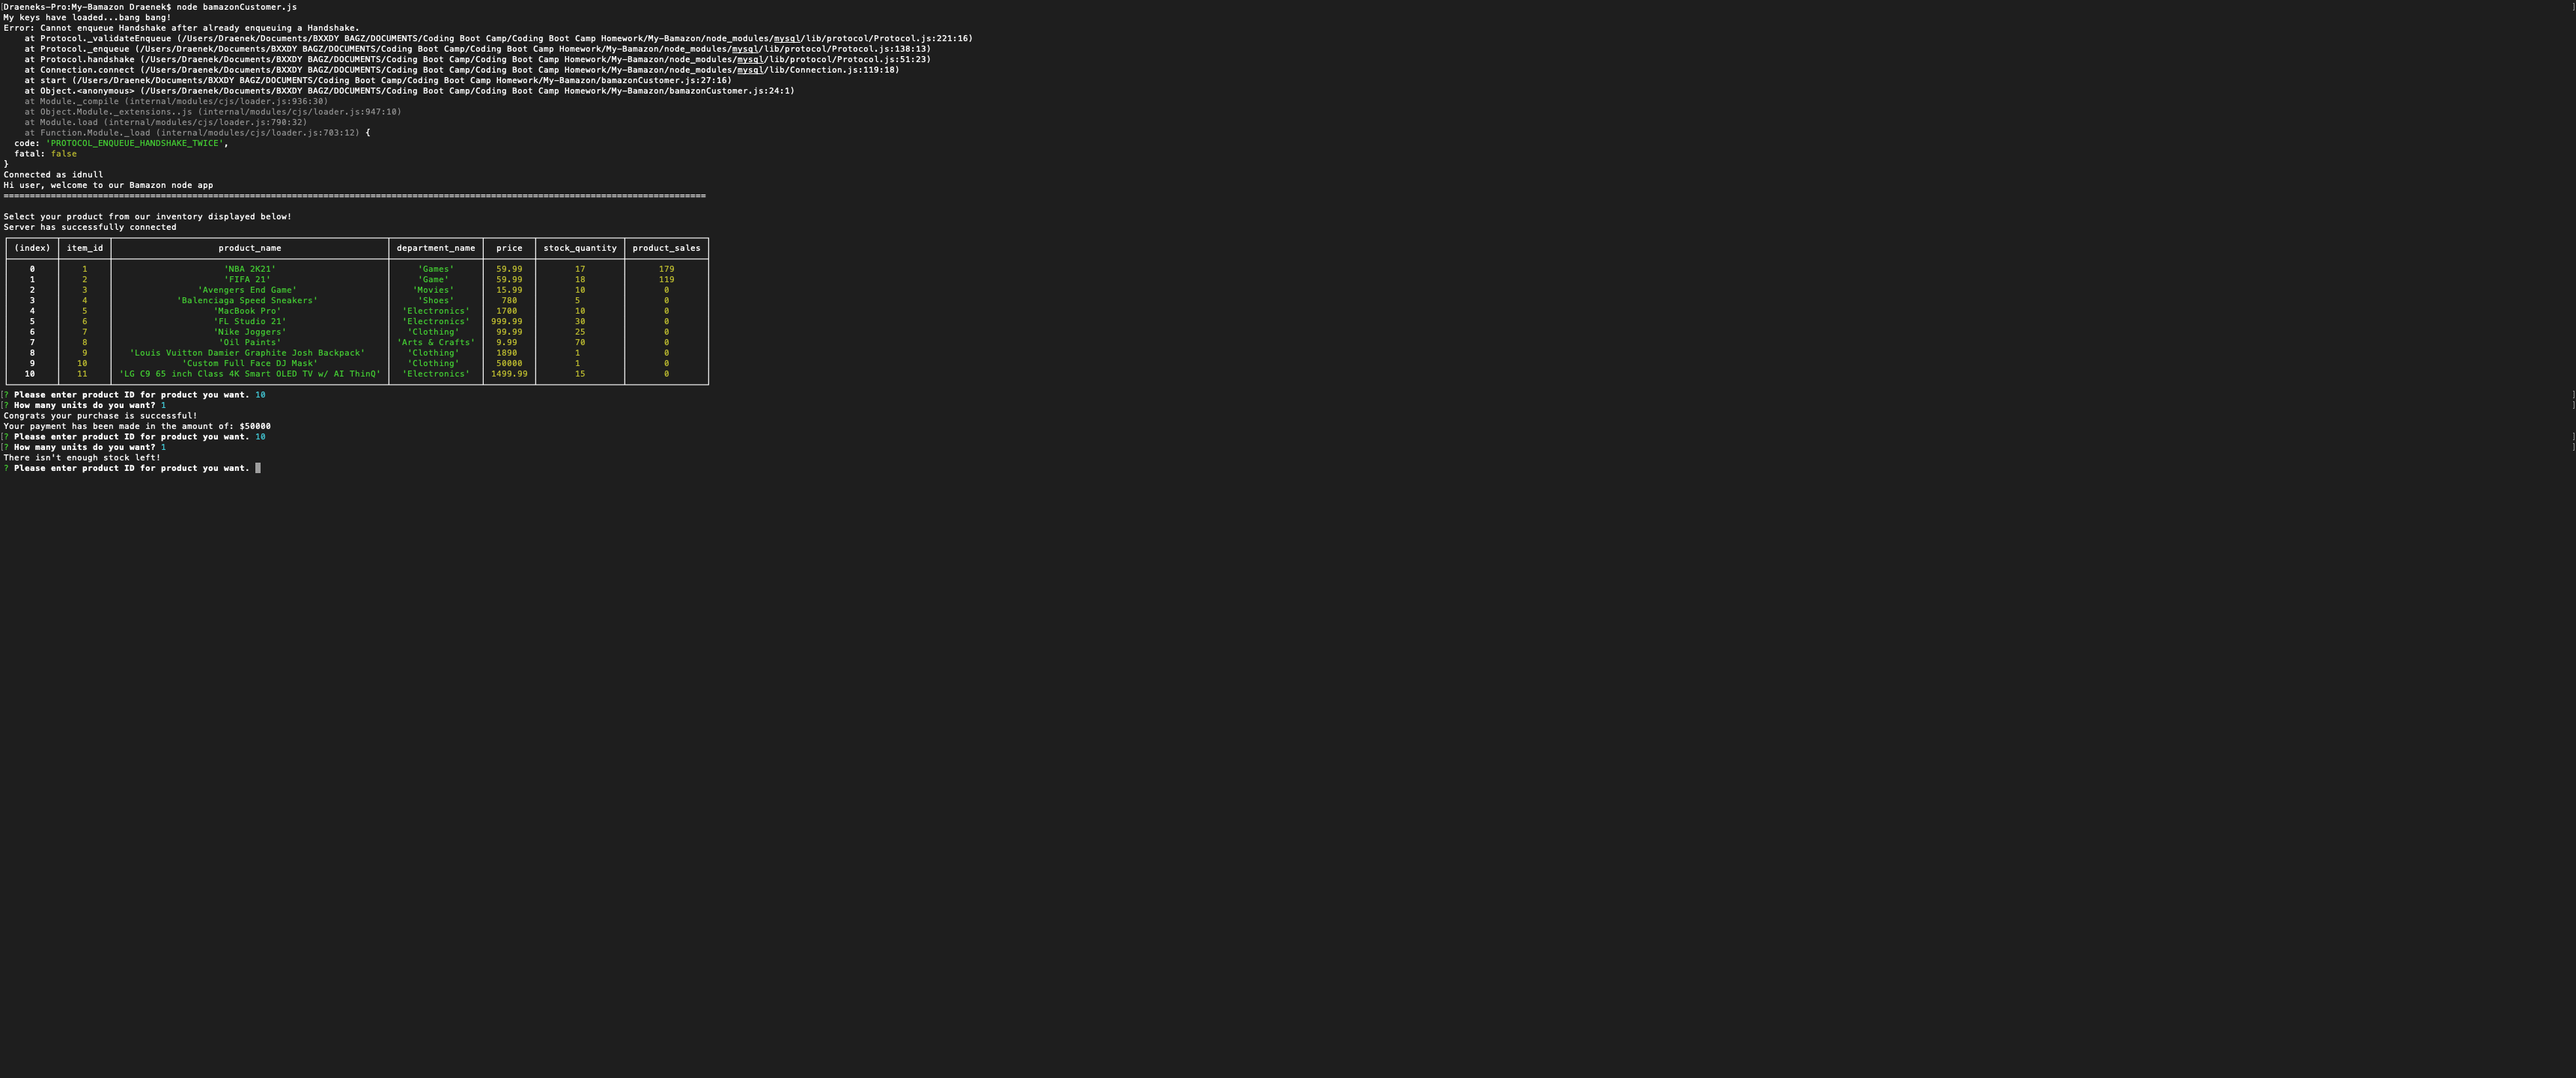 Draeneks-Pro:My-Bamazon Draenek$ node bamazonCustomer.js
My keys have loaded...bang bang!
Error: Cannot enqueue Handshake after already enqueuing a Handshake.
    at Protocol._validateEnqueue (/Users/Draenek/Documents/BXXDY BAGZ/DOCUMENTS/Coding Boot Camp/Coding Boot Camp Homework/My-Bamazon/node_modules/mysql/lib/protocol/Protocol.js:221:16)
    at Protocol._enqueue (/Users/Draenek/Documents/BXXDY BAGZ/DOCUMENTS/Coding Boot Camp/Coding Boot Camp Homework/My-Bamazon/node_modules/mysql/lib/protocol/Protocol.js:138:13)
    at Protocol.handshake (/Users/Draenek/Documents/BXXDY BAGZ/DOCUMENTS/Coding Boot Camp/Coding Boot Camp Homework/My-Bamazon/node_modules/mysql/lib/protocol/Protocol.js:51:23)
    at Connection.connect (/Users/Draenek/Documents/BXXDY BAGZ/DOCUMENTS/Coding Boot Camp/Coding Boot Camp Homework/My-Bamazon/node_modules/mysql/lib/Connection.js:119:18)
    at start (/Users/Draenek/Documents/BXXDY BAGZ/DOCUMENTS/Coding Boot Camp/Coding Boot Camp Homework/My-Bamazon/bamazonCustomer.js:27:16)
    at Object.<anonymous> (/Users/Draenek/Documents/BXXDY BAGZ/DOCUMENTS/Coding Boot Camp/Coding Boot Camp Homework/My-Bamazon/bamazonCustomer.js:24:1)
    at Module._compile (internal/modules/cjs/loader.js:936:30)
    at Object.Module._extensions..js (internal/modules/cjs/loader.js:947:10)
    at Module.load (internal/modules/cjs/loader.js:790:32)
    at Function.Module._load (internal/modules/cjs/loader.js:703:12) {
  code: 'PROTOCOL_ENQUEUE_HANDSHAKE_TWICE',
  fatal: false
}
Connected as idnull
Hi user, welcome to our Bamazon node app
======================================================================================================================================
Select your product from our inventory displayed below!
Server has successfully connected
(index) item_id product_name department_name price stock_quantity product_sales
0 1 'NBA 2K21' 'Games' 59.99 17 179
1 2 'FIFA 21' 'Game' 59.99 18 119
2 3 'Avengers End Game' 'Movies' 15.99 10 0
3 4 'Balenciaga Speed Sneakers' 'Shoes' 780 5 0
4 5 'MacBook Pro' 'Electronics' 1700 10 0
5 6 'FL Studio 21' 'Electronics' 999.99 30 0
6 7 'Nike Joggers' 'Clothing' 99.99 25 0
7 8 'Oil Paints' 'Arts & Crafts' 9.99 70 0
8 9 'Louis Vuitton Damier Graphite Josh Backpack' 'Clothing' 1890 1 0
9 10 'Custom Full Face DJ Mask' 'Clothing' 50000 1 0
10 11 'LG C9 65 inch Class 4K Smart OLED TV w/ AI ThinQ' 'Electronics' 1499.99 15 0
? Please enter product ID for product you want. 10
? How many units do you want? 1
Congrats your purchase is successful!
Your payment has been made in the amount of: $50000
? Please enter product ID for product you want. 10
? How many units do you want? 1
There isn't enough stock left!
? Please enter product ID for product you want.